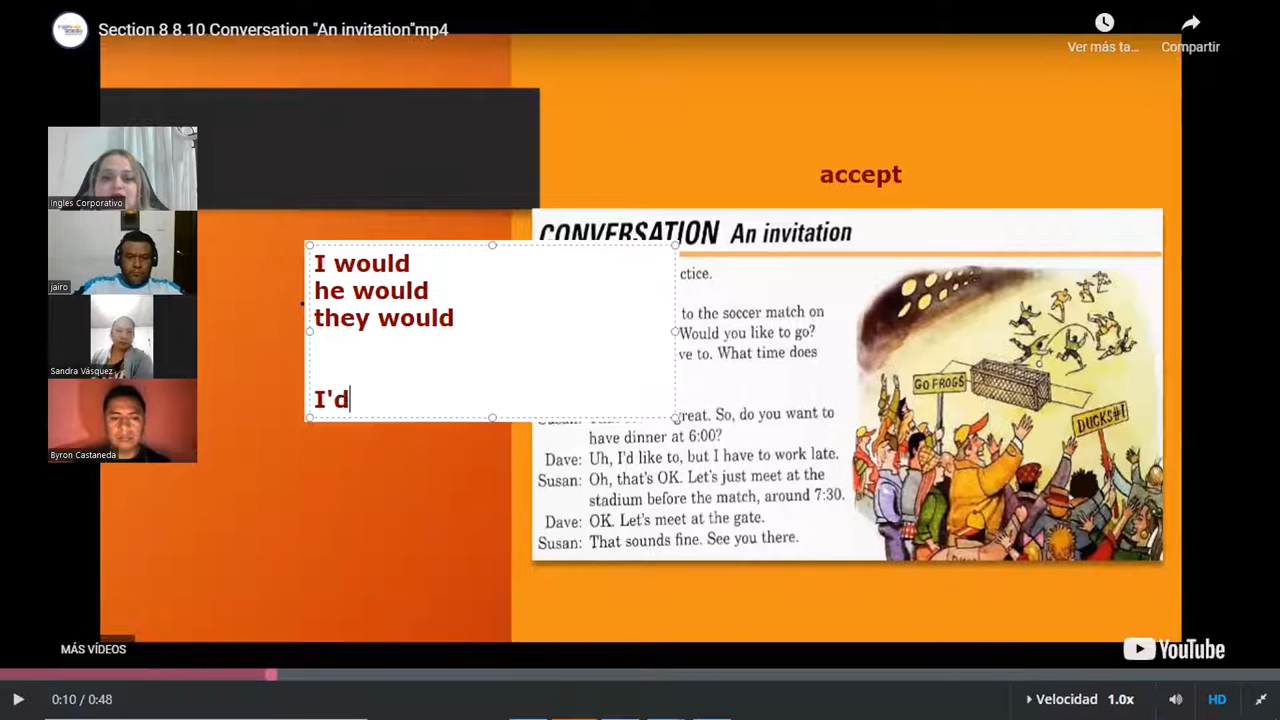 Section 8 8.10 Conversation "An invitation"mp4
Ver más ta...
Compartir
accept
Ingles Corporativo
jairo
Sandra Vásquez
Byron Castaneda
I would
he would
they would
I'd
CONVERSATION An invitation
ctice.
to the soccer match on
Would you like to go?
ve to. What time does
great. So, do you want to
have dinner at 6:00?
Dave: Uh, I'd like to, but I have to work late.
Susan: Oh, that's OK. Let's just meet at the
stadium before the match, around 7:30.
Dave: OK. Let's meet at the gate.
Susan: That sounds fine. See you there.
GO FROGS
DUCKS#!
MÁS VÍDEOS
YouTube
0:10 / 0:48
Velocidad 1.0x
HD